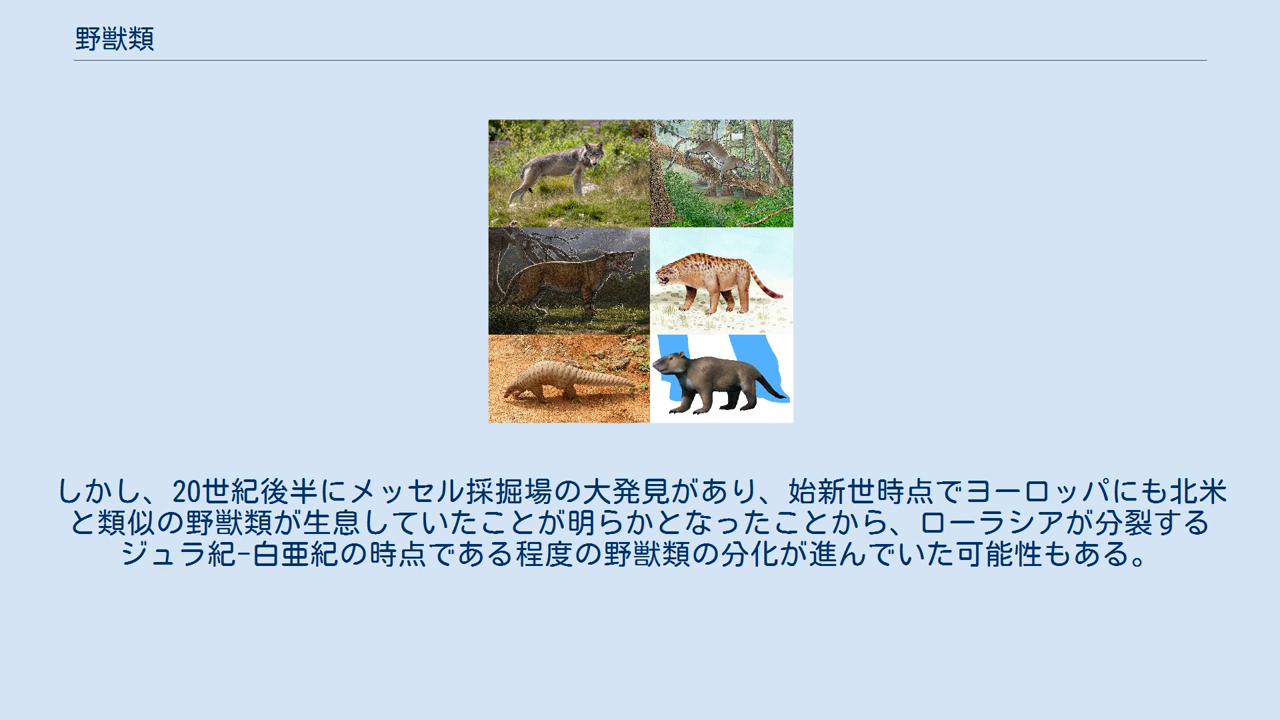 野獣類
しかし、20世紀後半にメッセル採掘場の大発見があり、始新世時点でヨーロッパにも北米
と類似の野獣類が生息していたことが明らかとなったことから、ローラシアが分裂する
ジュラ紀-白亜紀の時点である程度の野獣類の分化が進んでいた可能性もある。